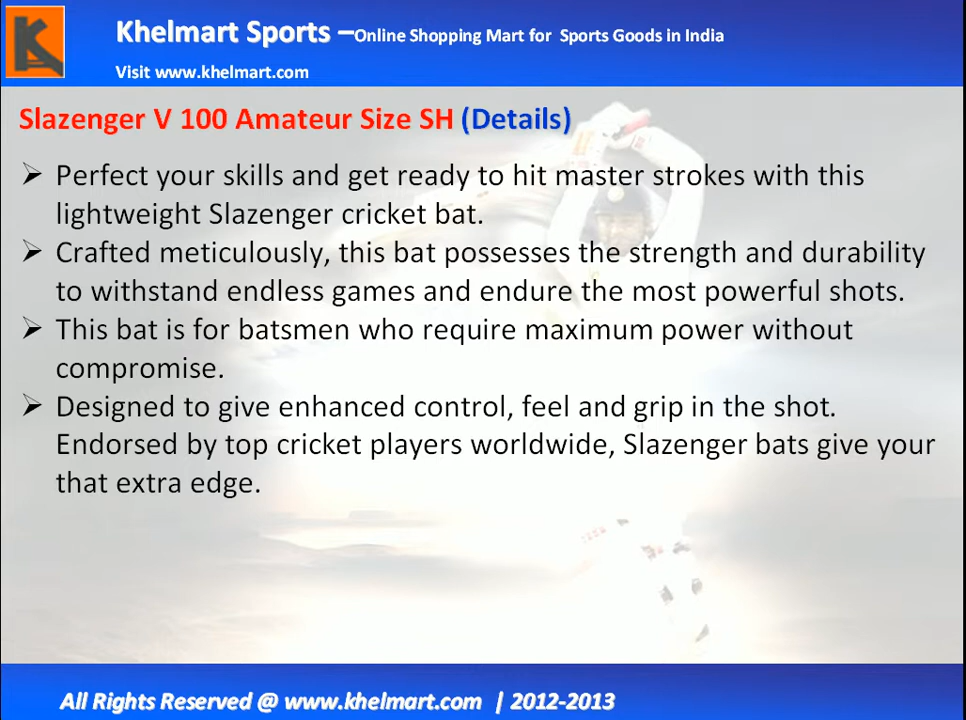 Khelmart Sports –Online Shopping Mart for Sports Goods in India
Visit www.khelmart.com
Slazenger V 100 Amateur Size SH (Details)
➢ Perfect your skills and get ready to hit master strokes with this
lightweight Slazenger cricket bat.
➢ Crafted meticulously, this bat possesses the strength and durability
to withstand endless games and endure the most powerful shots.
➢ This bat is for batsmen who require maximum power without
compromise.
➢ Designed to give enhanced control, feel and grip in the shot.
Endorsed by top cricket players worldwide, Slazenger bats give your
that extra edge.
All Rights Reserved @ www.khelmart.com | 2012-2013